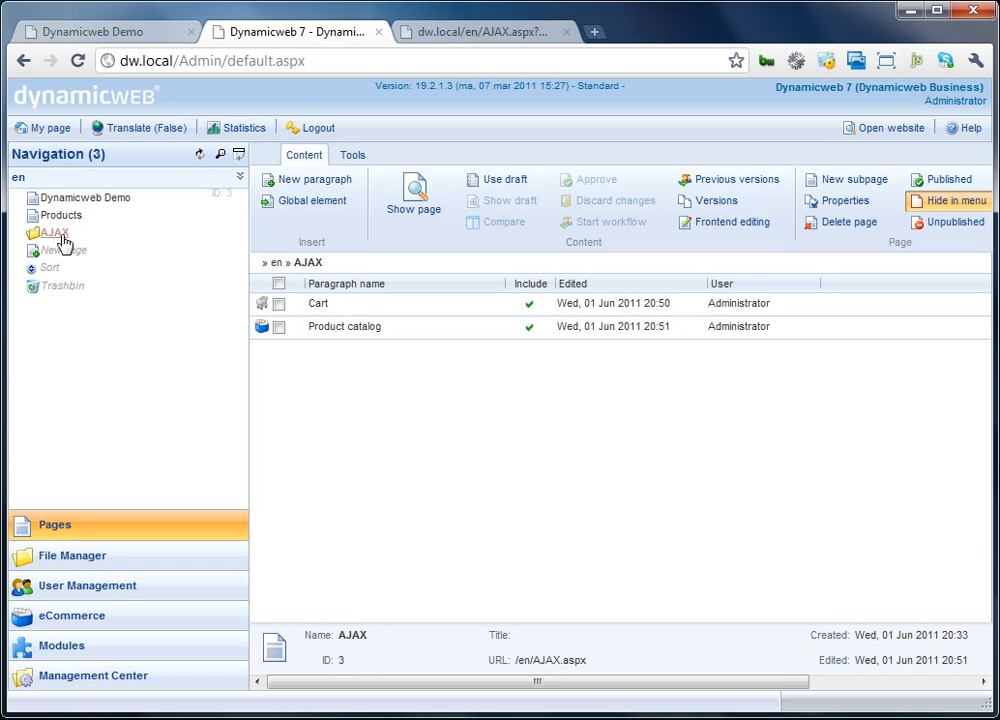 Dynamicweb Demo
Dynamicweb 7 - Dynami...
dw.local/en/AJAX.aspx?...
dw.local/Admin/default.aspx
bw
js
dynamicweb
Version: 19.2.1.3 (ma, 07 mar 2011 15:27) - Standard -
Dynamicweb 7 (Dynamicweb Business)
Administrator
My page
Translate (False)
Statistics
Logout
Open website
Help
Navigation (3)
Content
Tools
en
ID: 3
Dynamicweb Demo
Products
AJAX
New page
Sort
Trashbin
New paragraph
Global element
Insert
Show page
Use draft
Show draft
Compare
Approve
Discard changes
Start workflow
Content
Previous versions
Versions
Frontend editing
New subpage
Properties
Delete page
Published
Hide in menu
Unpublished
Page
» en » AJAX
Paragraph name Include Edited User
Cart Wed, 01 Jun 2011 20:50 Administrator
Product catalog Wed, 01 Jun 2011 20:51 Administrator
Pages
File Manager
User Management
eCommerce
Modules
Management Center
Name: AJAX Title: Created: Wed, 01 Jun 2011 20:33
ID: 3 URL: /en/AJAX.aspx Edited: Wed, 01 Jun 2011 20:51